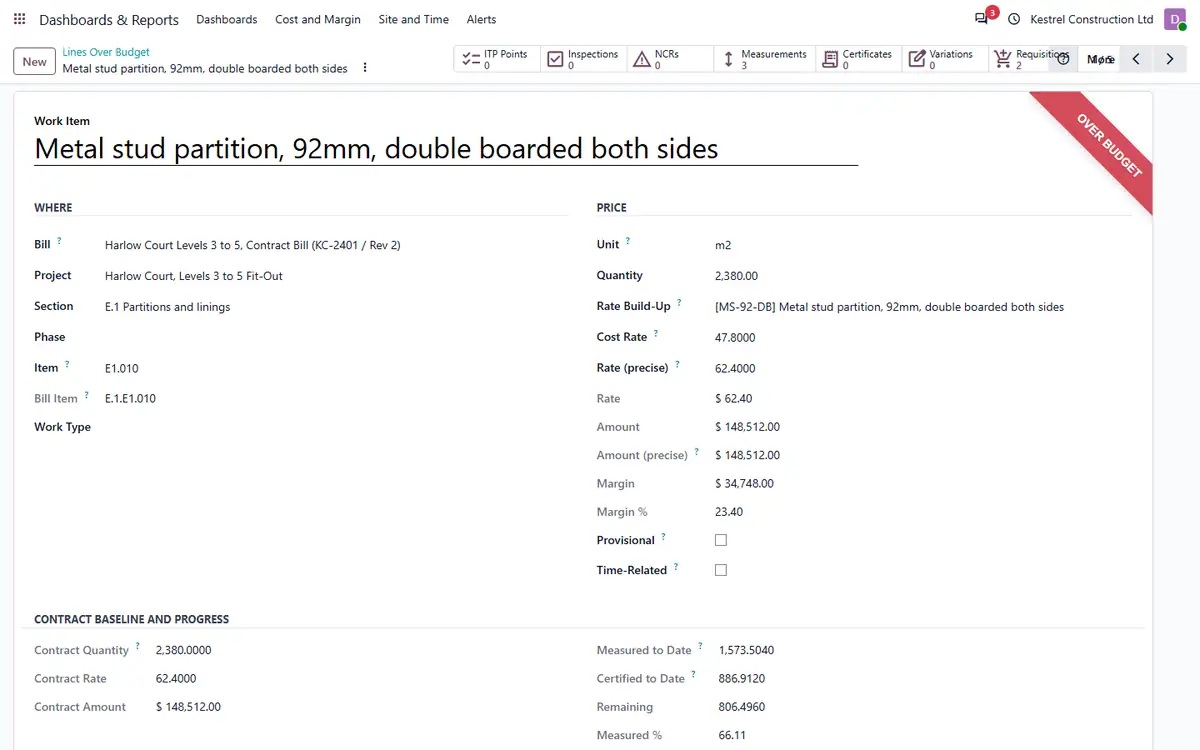 Dashboards & Reports Dashboards Cost and Margin Site and Time Alerts 3 Kestrel Construction Ltd D
New Lines Over Budget
Metal stud partition, 92mm, double boarded both sides
ITP Points 0 Inspections 0 NCRs 0 Measurements 3 Certificates 0 Variations 0 Requisitions 2 More
Work Item
Metal stud partition, 92mm, double boarded both sides
OVER BUDGET
WHERE
Bill ? Harlow Court Levels 3 to 5, Contract Bill (KC-2401 / Rev 2)
Project Harlow Court, Levels 3 to 5 Fit-Out
Section E.1 Partitions and linings
Phase
Item ? E1.010
Bill Item ? E.1.E1.010
Work Type
PRICE
Unit ? m2
Quantity 2,380.00
Rate Build-Up ? [MS-92-DB] Metal stud partition, 92mm, double boarded both sides
Cost Rate ? 47.8000
Rate (precise) ? 62.4000
Rate $ 62.40
Amount $ 148,512.00
Amount (precise) ? $ 148,512.00
Margin $ 34,748.00
Margin % 23.40
Provisional ?
Time-Related ?
CONTRACT BASELINE AND PROGRESS
Contract Quantity ? 2,380.0000
Contract Rate 62.4000
Contract Amount $ 148,512.00
Measured to Date ? 1,573.5040
Certified to Date ? 886.9120
Remaining 806.4960
Measured % 66.11